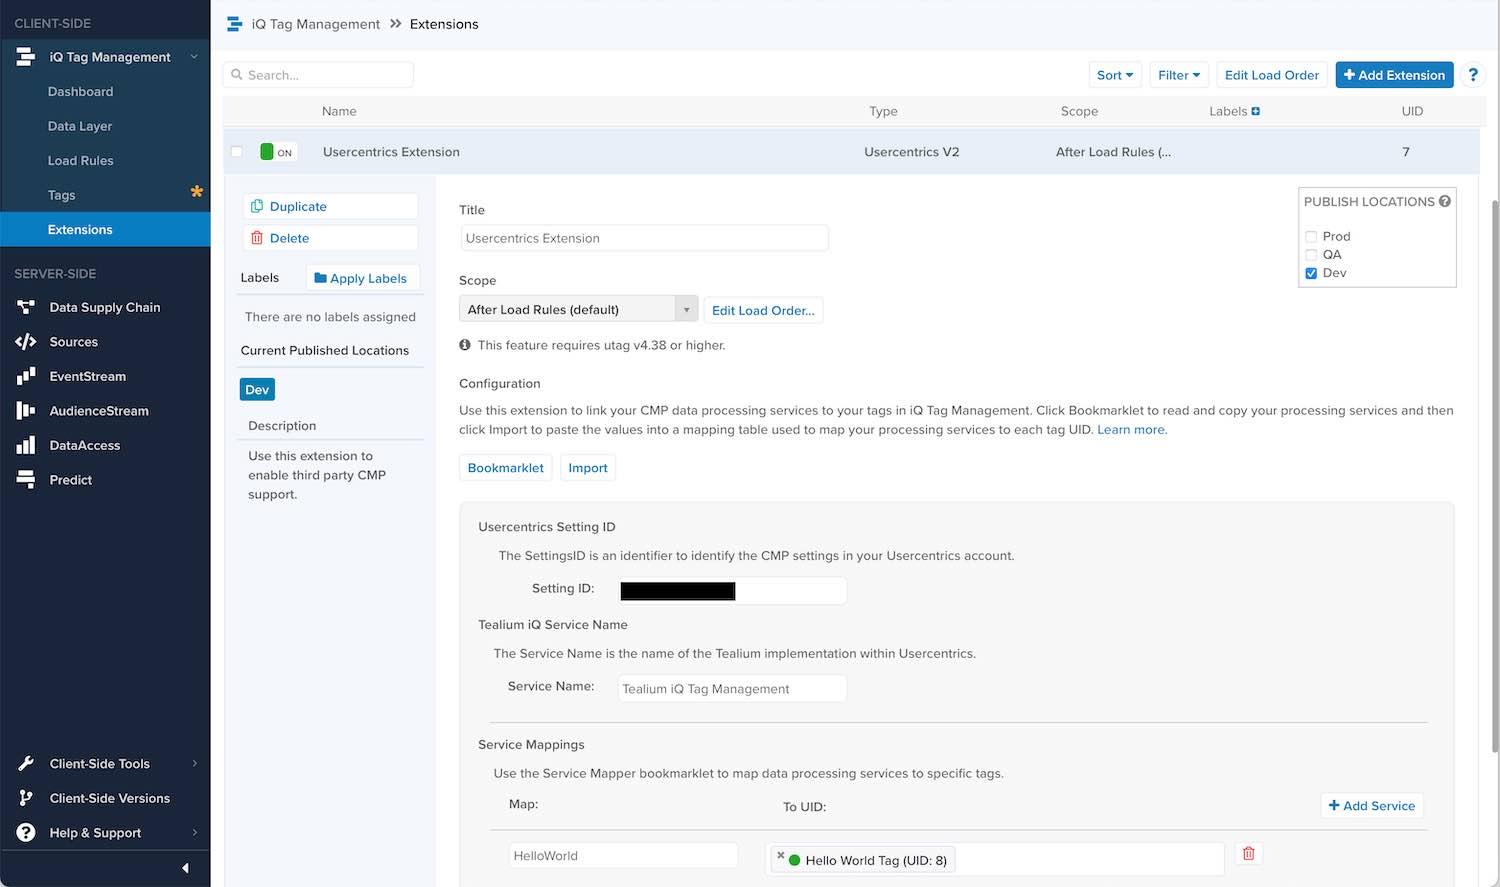 CLIENT-SIDE
iQ Tag Management
Dashboard
Data Layer
Load Rules
Tags
Extensions
SERVER-SIDE
Data Supply Chain
Sources
EventStream
AudienceStream
DataAccess
Predict
Client-Side Tools
Client-Side Versions
Help & Support
iQ Tag Management >> Extensions
Search...
Sort
Filter
Edit Load Order
+ Add Extension
?
Name Type Scope Labels UID
ON Usercentrics Extension Usercentrics V2 After Load Rules (... 7
Duplicate
Delete
Labels
Apply Labels
There are no labels assigned
Current Published Locations
Dev
Description
Use this extension to
enable third party CMP
support.
Title
Usercentrics Extension
Scope
After Load Rules (default)
Edit Load Order...
This feature requires utag v4.38 or higher.
PUBLISH LOCATIONS ?
Prod
QA
Dev
Configuration
Use this extension to link your CMP data processing services to your tags in iQ Tag Management. Click Bookmarklet to read and copy your processing services and then
click Import to paste the values into a mapping table used to map your processing services to each tag UID. Learn more.
Bookmarklet
Import
Usercentrics Setting ID
The SettingsID is an identifier to identify the CMP settings in your Usercentrics account.
Setting ID:
Tealium iQ Service Name
The Service Name is the name of the Tealium implementation within Usercentrics.
Service Name: Tealium iQ Tag Management
Service Mappings
Use the Service Mapper bookmarklet to map data processing services to specific tags.
Map: To UID:
+ Add Service
HelloWorld
Hello World Tag (UID: 8)